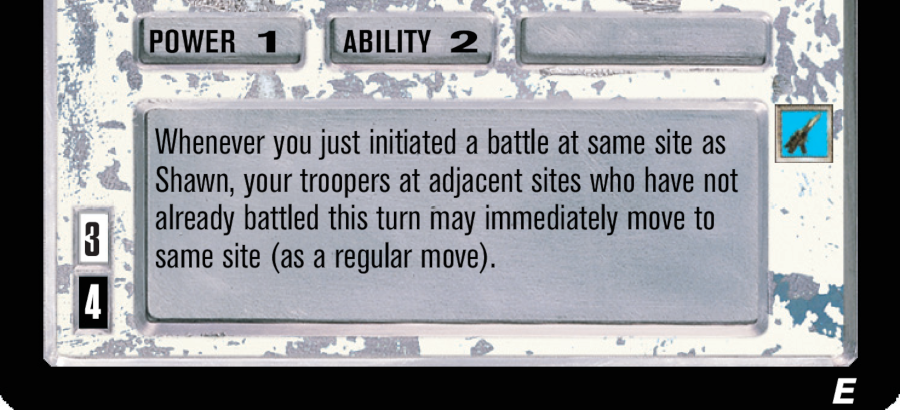 POWER 1 ABILITY 2
Whenever you just initiated a battle at same site as
Shawn, your troopers at adjacent sites who have not
already battled this turn may immediately move to
same site (as a regular move).
3
4
E